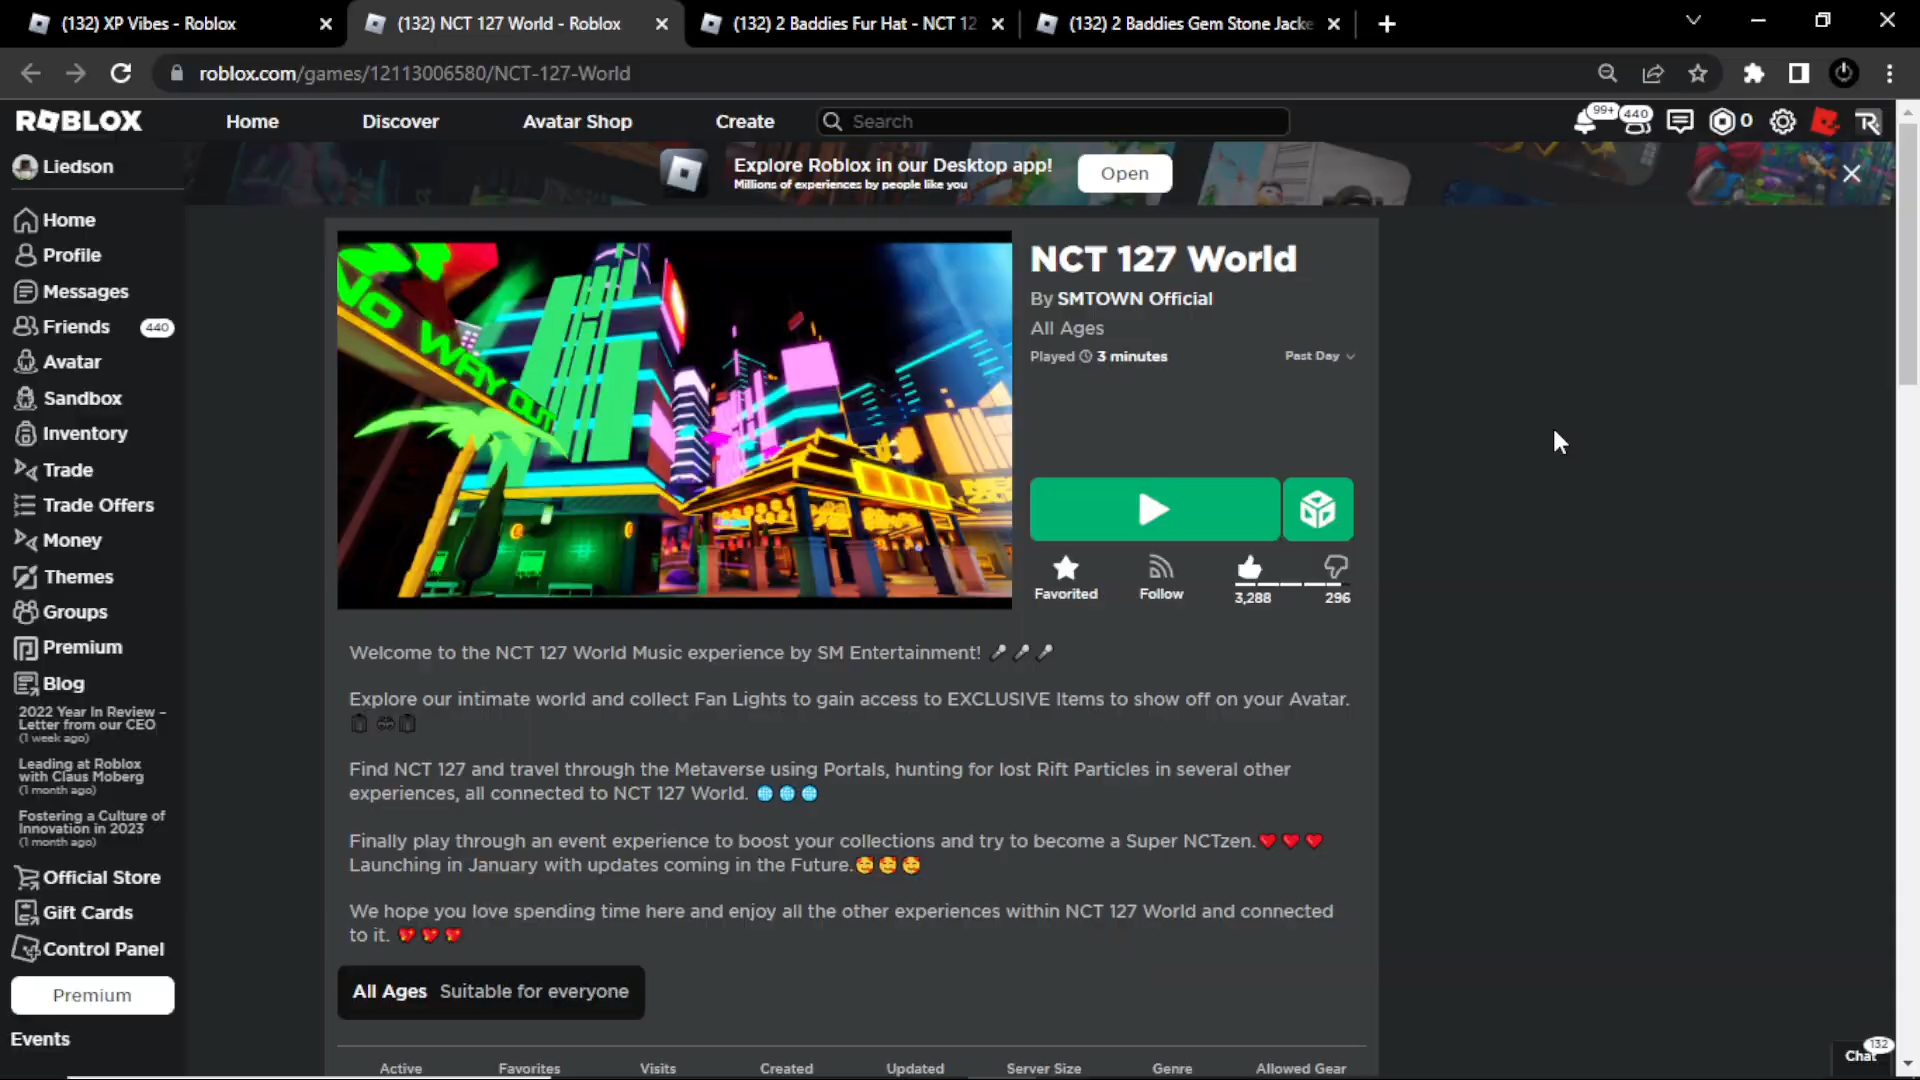 (132) XP Vibes - Roblox
(132) NCT 127 World - Roblox
(132) 2 Baddies Fur Hat - NCT 12
(132) 2 Baddies Gem Stone Jacke
roblox.com/games/12113006580/NCT-127-World
ROBLOX
Home
Discover
Avatar Shop
Create
Search
99+
440
0
Liedson
Explore Roblox in our Desktop app!
Millions of experiences by people like you
Open
Home
Profile
Messages
Friends 440
Avatar
Sandbox
Inventory
Trade
Trade Offers
Money
Themes
Groups
Premium
Blog
2022 Year In Review –
Letter from our CEO
(1 week ago)
Leading at Roblox
with Claus Moberg
(1 month ago)
Fostering a Culture of
Innovation in 2023
(1 month ago)
Official Store
Gift Cards
Control Panel
Premium
Events
NO WAY OUT
NCT 127 World
By SMTOWN Official
All Ages
Played 3 minutes
Past Day
Favorited
Follow
3,288
296
Welcome to the NCT 127 World Music experience by SM Entertainment! 🎤🎤🎤
Explore our intimate world and collect Fan Lights to gain access to EXCLUSIVE Items to show off on your Avatar.
Find NCT 127 and travel through the Metaverse using Portals, hunting for lost Rift Particles in several other
experiences, all connected to NCT 127 World. 🌐🌐🌐
Finally play through an event experience to boost your collections and try to become a Super NCTzen.❤️❤️❤️
Launching in January with updates coming in the Future.🥰🥰🥰
We hope you love spending time here and enjoy all the other experiences within NCT 127 World and connected
to it. 💖💖💖
All Ages Suitable for everyone
Active
Favorites
Visits
Created
Updated
Server Size
Genre
Allowed Gear
Chat
132